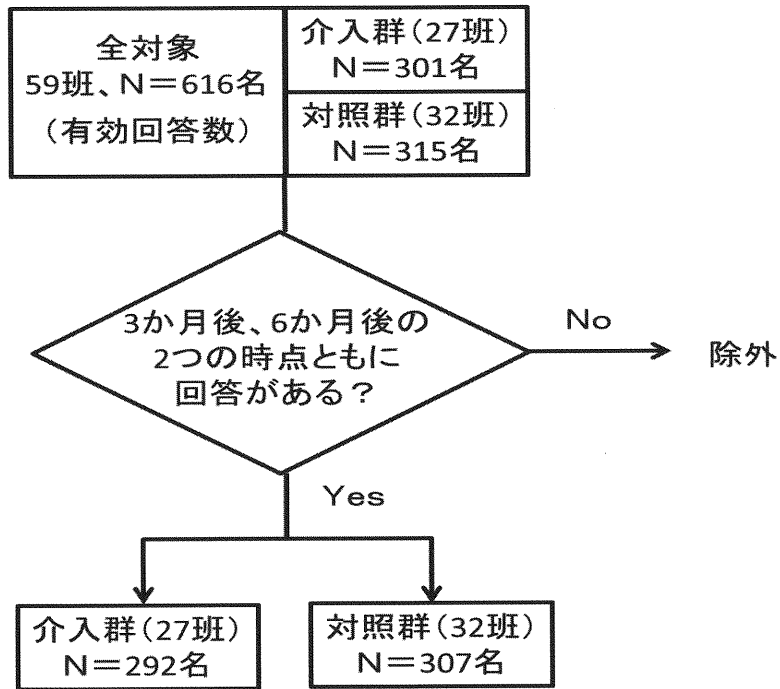 全対象
59班、N=616名
（有効回答数）
介入群(27班)
N=301名
対照群(32班)
N=315名
3か月後、6か月後の
2つの時点ともに
回答がある?
No
除外
Yes
介入群(27班)
N=292名
対照群(32班)
N=307名